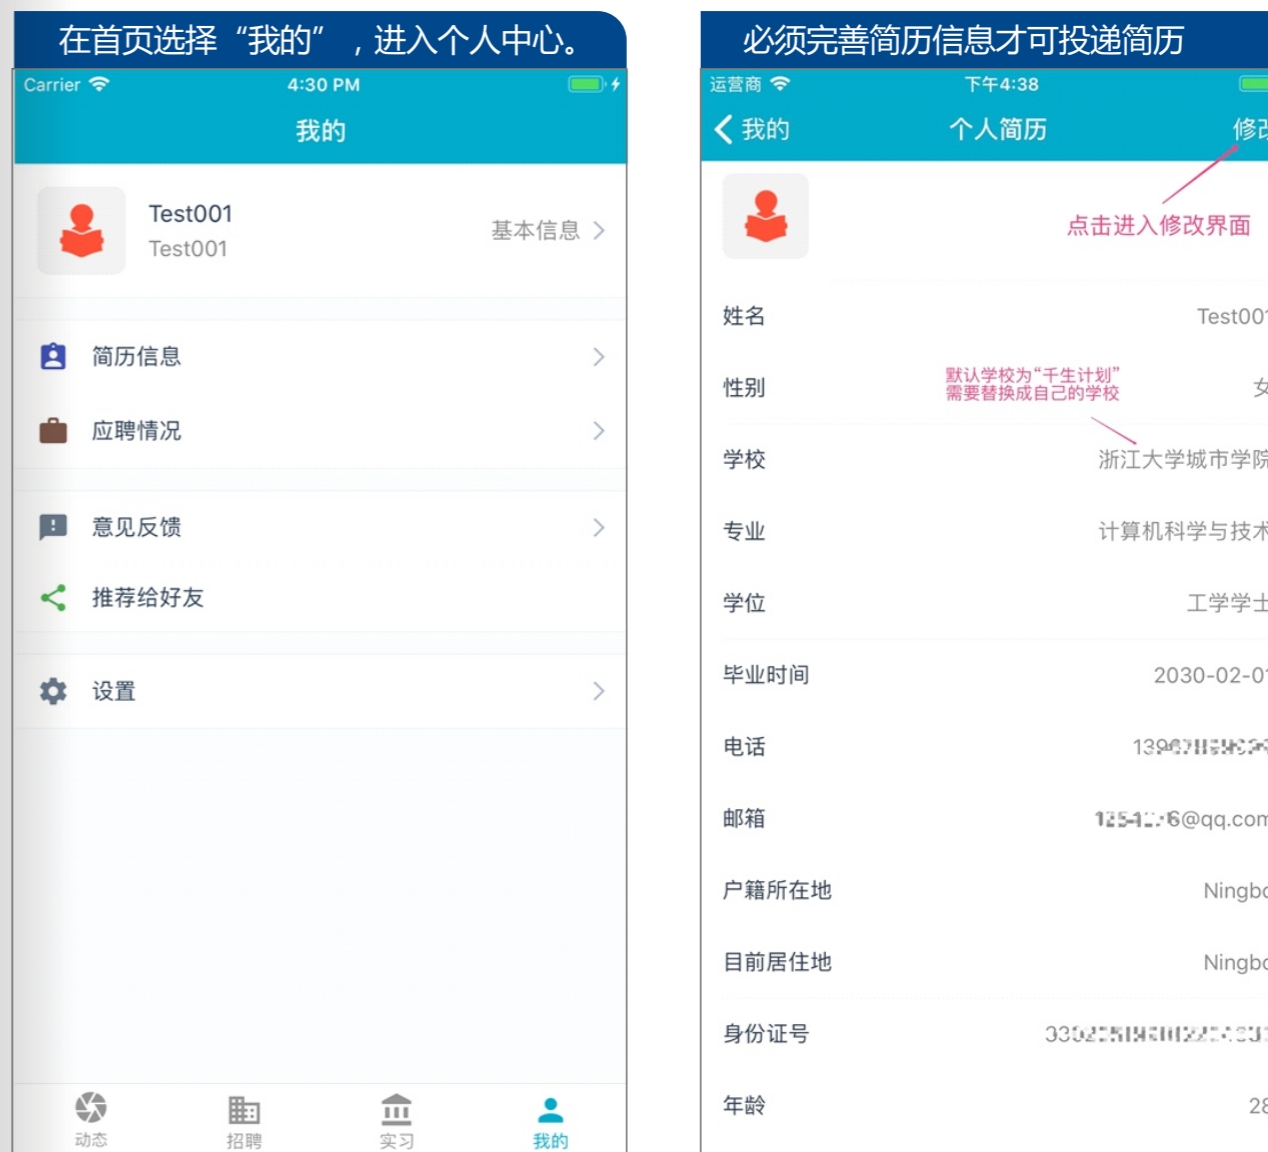 在首页选择“我的”，进入个人中心。
Carrier
4:30 PM
我的
Test001
Test001
基本信息
简历信息
应聘情况
意见反馈
推荐给好友
设置
动态
招聘
实习
我的
必须完善简历信息才可投递简历
运营商
下午4:38
我的
个人简历
修改
点击进入修改界面
姓名
Test001
性别
女
默认学校为“千生计划”
需要替换成自己的学校
学校
浙江大学城市学院
专业
计算机科学与技术
学位
工学学士
毕业时间
2030-02-01
电话
邮箱
@qq.com
户籍所在地
Ningbo
目前居住地
Ningbo
身份证号
年龄
28